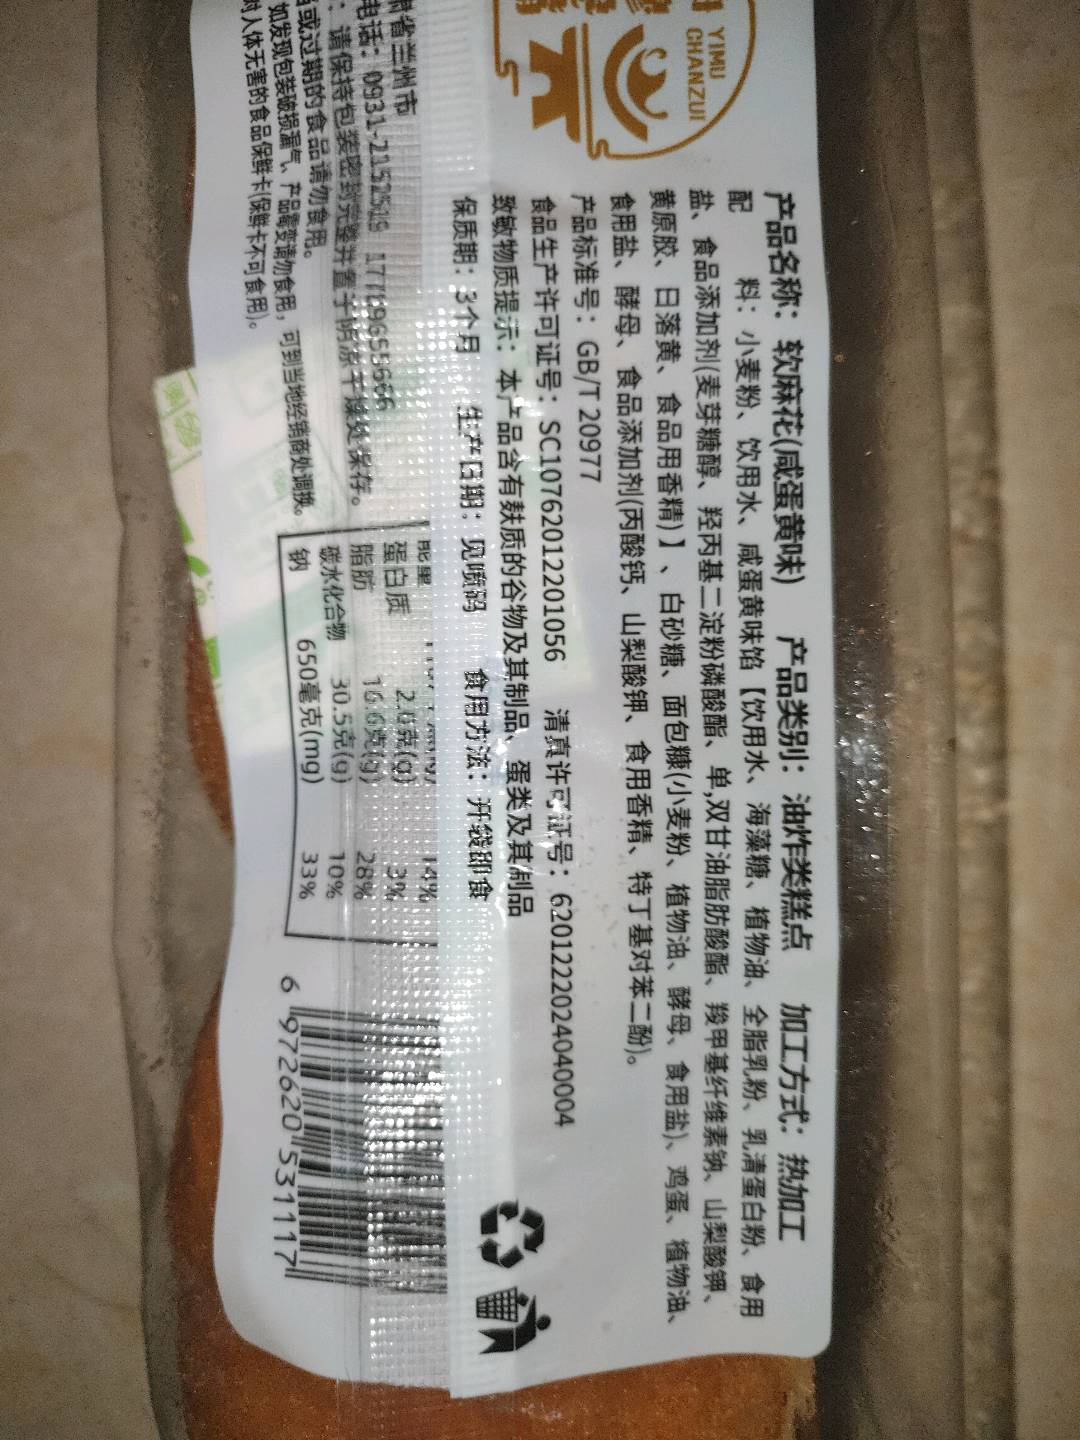 YIMU
CHANZUI
产品名称：软麻花(咸蛋黄味) 产品类别：油炸类糕点 加工方式：热加工
配 料：小麦粉、饮用水、咸蛋黄味馅【饮用水、海藻糖、植物油、全脂乳粉、乳清蛋白粉、食用
盐、食品添加剂(麦芽糖醇、羟丙基二淀粉磷酸酯、单,双甘油脂肪酸酯、羧甲基纤维素钠、山梨酸钾、
黄原胶、日落黄、食品用香精)】、白砂糖、面包糠(小麦粉、植物油、酵母、食用盐)、鸡蛋、植物油、
食用盐、酵母、食品添加剂(丙酸钙、山梨酸钾、食用香精、特丁基对苯二酚)。
产品标准号：GB/T 20977
食品生产许可证号：SC10762012201056 清真许可证号：6201222024040004
致敏物质提示：本产品含有麸质的谷物及其制品、蛋类及其制品
保质期：3个月 生产日期：见喷码 食用方法：开袋即食
肃省兰州市
电话：0931-2152519
：请保持包装密封完整并置于阴凉干燥处保存。
或过期的食品请勿食用。
如发现包装破损漏气、产品霉变请勿食用，可到当地经销商处调换。
对人体无害的食品保鲜卡(保鲜卡不可食用)。
能量 14%
蛋白质 克(g) 3%
脂肪 16.6克(g) 28%
碳水化合物 30.5克(g) 10%
钠 650毫克(mg) 33%
6 972620 531117